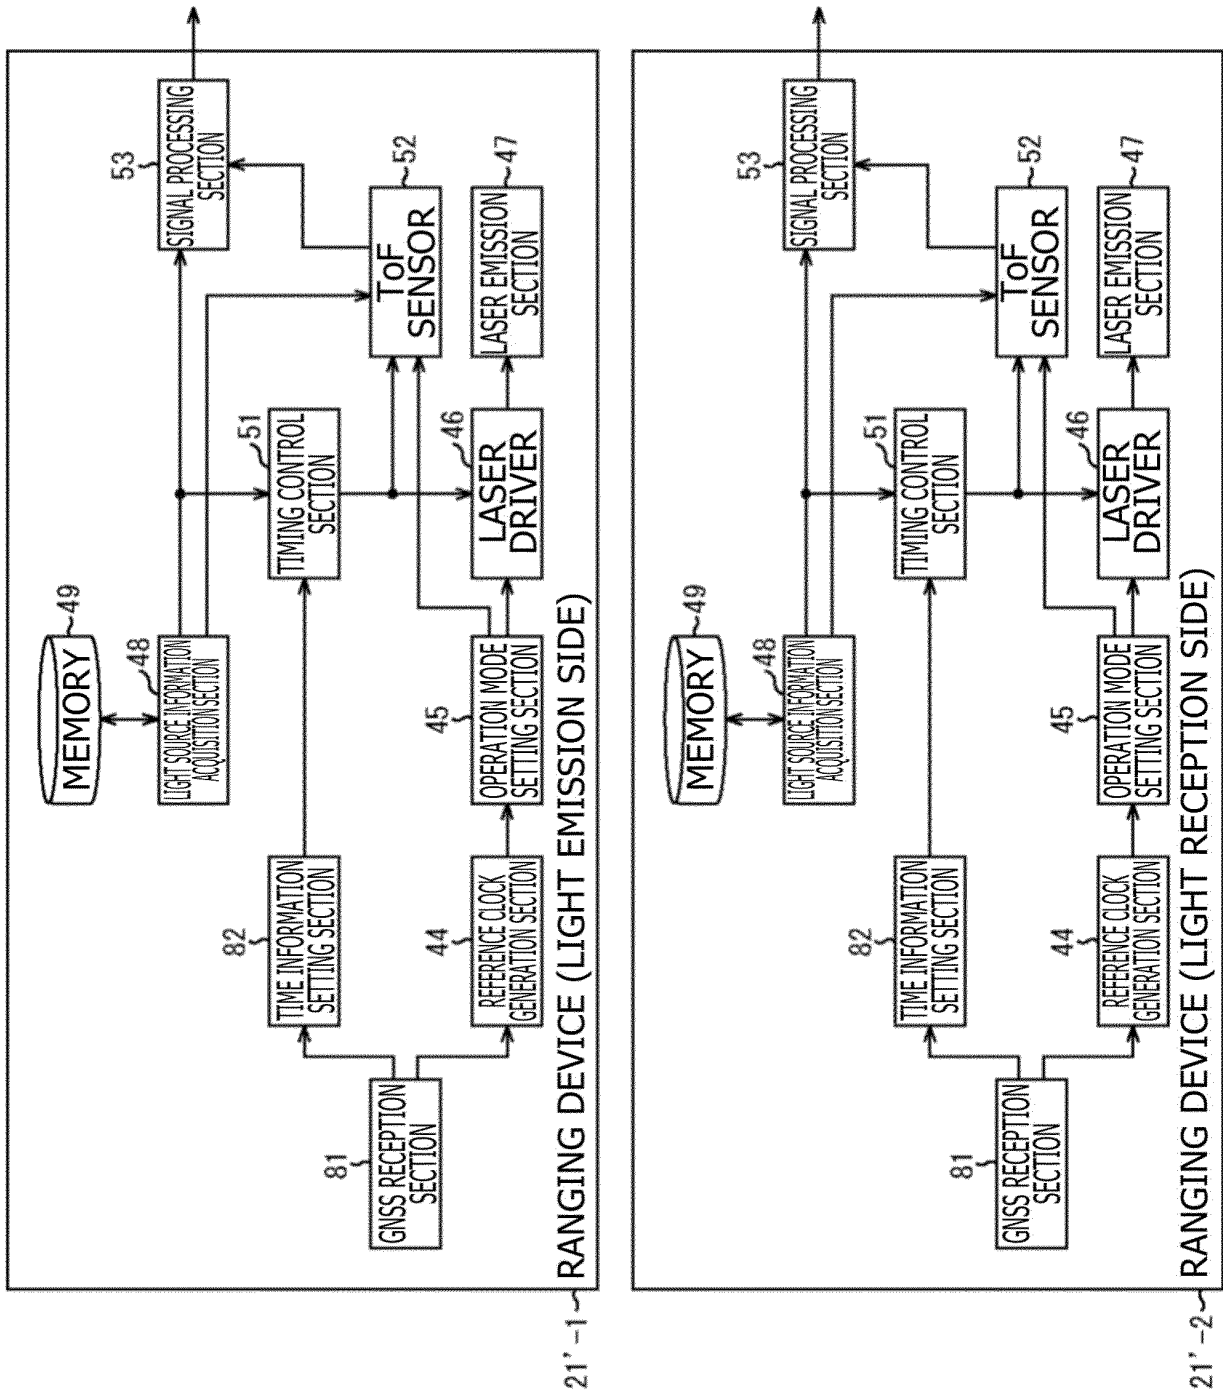 81
GNSS RECEPTION
SECTION
82
TIME INFORMATION
SETTING SECTION
44
REFERENCE CLOCK
GENERATION SECTION
49
MEMORY
48
LIGHT SOURCE INFORMATION
ACQUISITION SECTION
45
OPERATION MODE
SETTING SECTION
51
TIMING CONTROL
SECTION
46
LASER
DRIVER
53
SIGNAL PROCESSING
SECTION
52
ToF
SENSOR
47
LASER EMISSION
SECTION
21'-1
RANGING DEVICE (LIGHT EMISSION SIDE)
81
GNSS RECEPTION
SECTION
82
TIME INFORMATION
SETTING SECTION
44
REFERENCE CLOCK
GENERATION SECTION
49
MEMORY
48
LIGHT SOURCE INFORMATION
ACQUISITION SECTION
45
OPERATION MODE
SETTING SECTION
51
TIMING CONTROL
SECTION
46
LASER
DRIVER
53
SIGNAL PROCESSING
SECTION
52
ToF
SENSOR
47
LASER EMISSION
SECTION
21'-2
RANGING DEVICE (LIGHT RECEPTION SIDE)